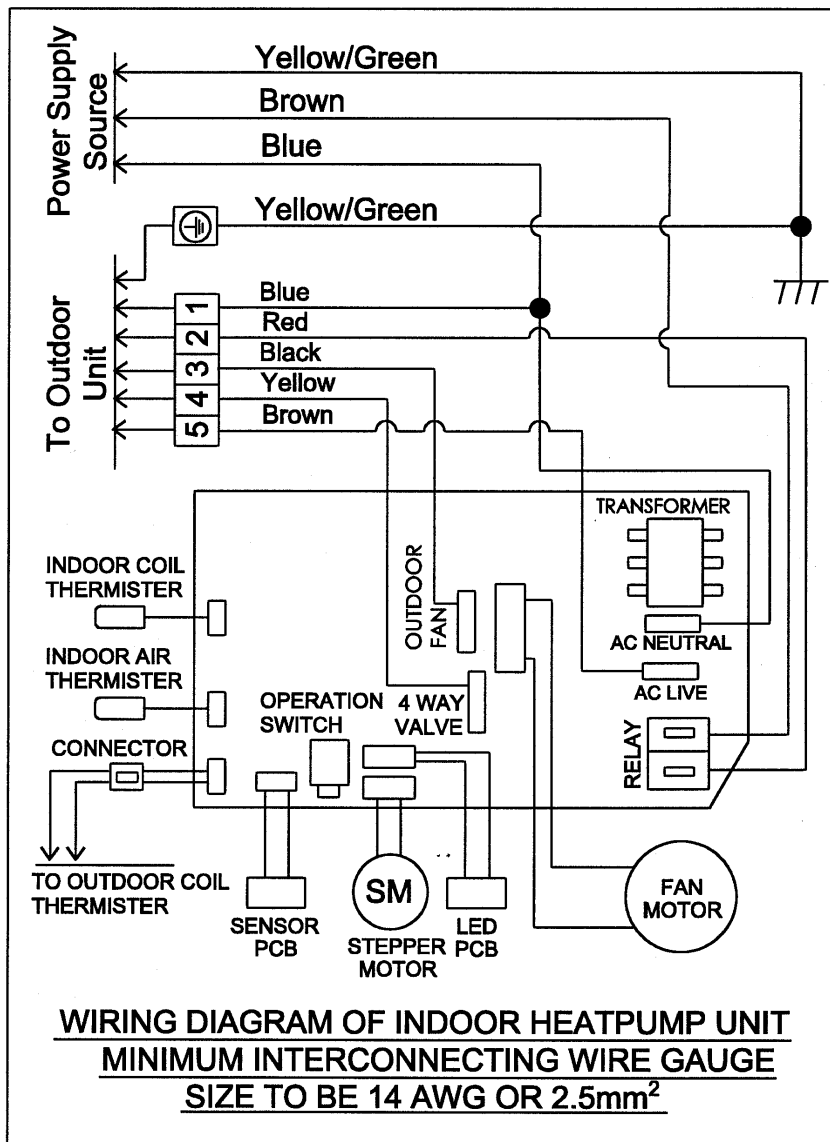 Power Supply
Source
Yellow/Green
Brown
Blue
Yellow/Green
To Outdoor
Unit
1
2
3
4
5
Blue
Red
Black
Yellow
Brown
TRANSFORMER
INDOOR COIL
THERMISTER
OUTDOOR
FAN
AC NEUTRAL
INDOOR AIR
THERMISTER
AC LIVE
OPERATION
SWITCH
4 WAY
VALVE
CONNECTOR
RELAY
TO OUTDOOR COIL
THERMISTER
SENSOR
PCB
SM
STEPPER
MOTOR
LED
PCB
FAN
MOTOR
WIRING DIAGRAM OF INDOOR HEATPUMP UNIT
MINIMUM INTERCONNECTING WIRE GAUGE
SIZE TO BE 14 AWG OR 2.5mm²